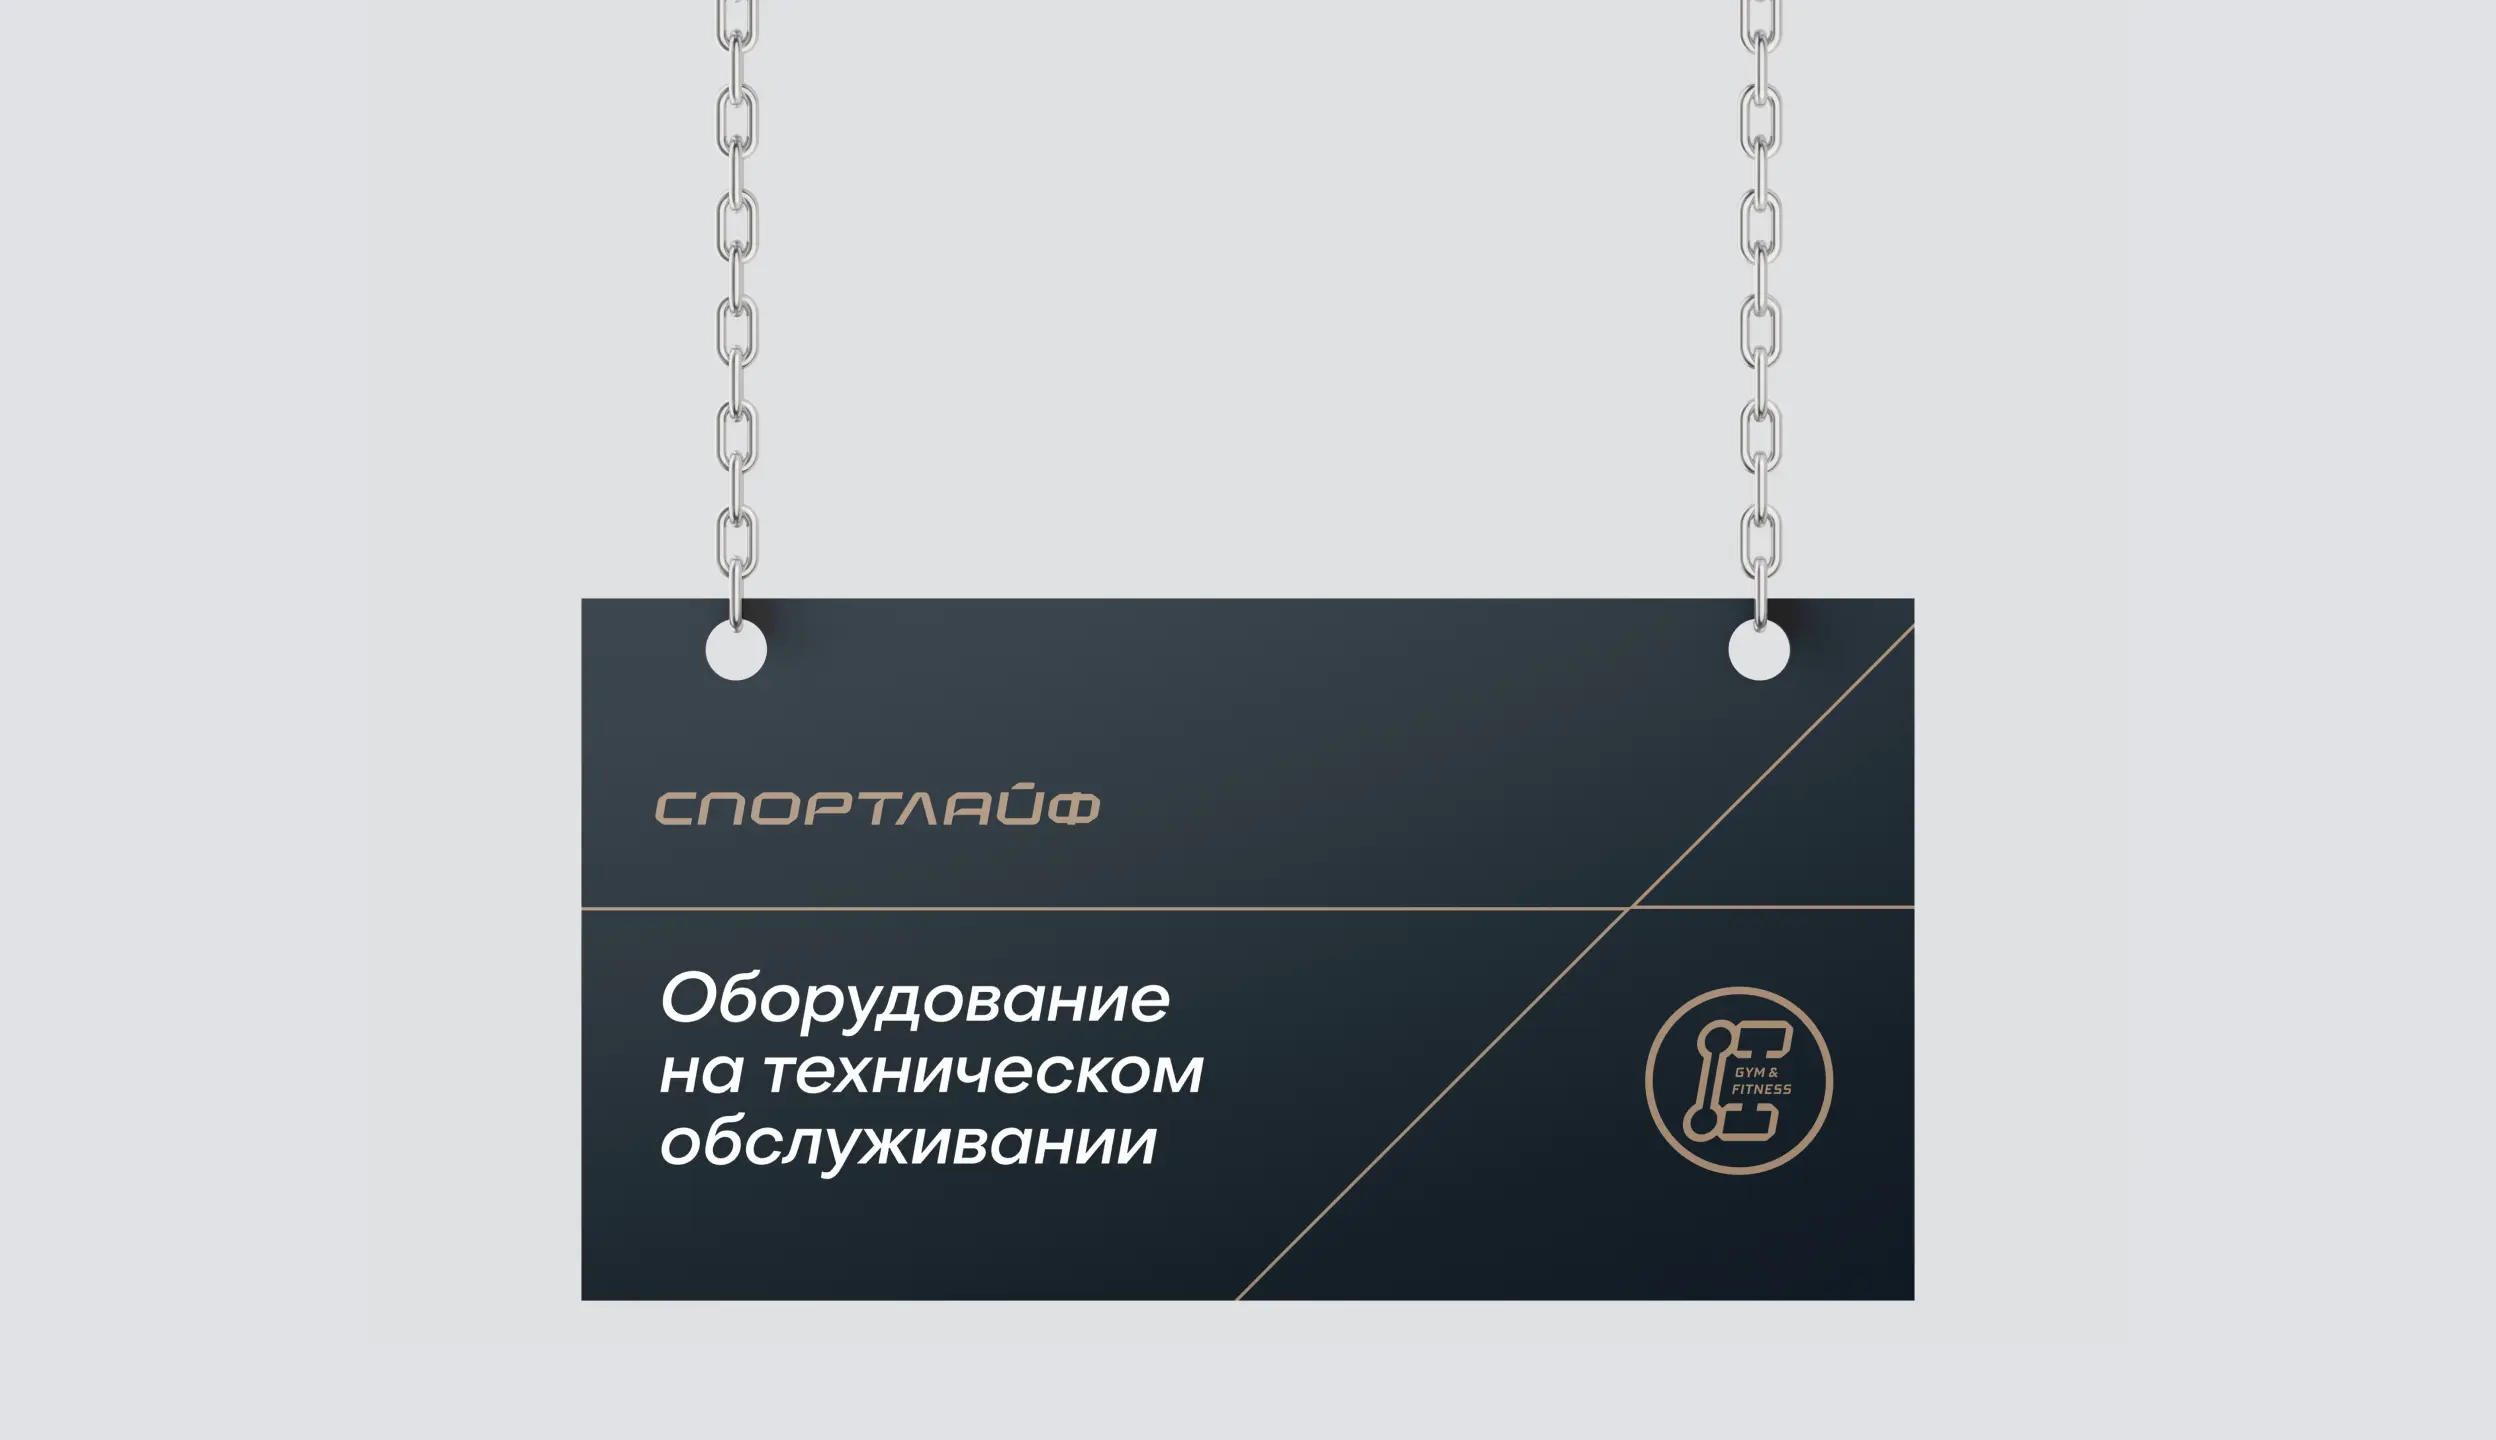 СПОРТЛАЙФ
Оборудование
на техническом
обслуживании
GYM &
FITNESS